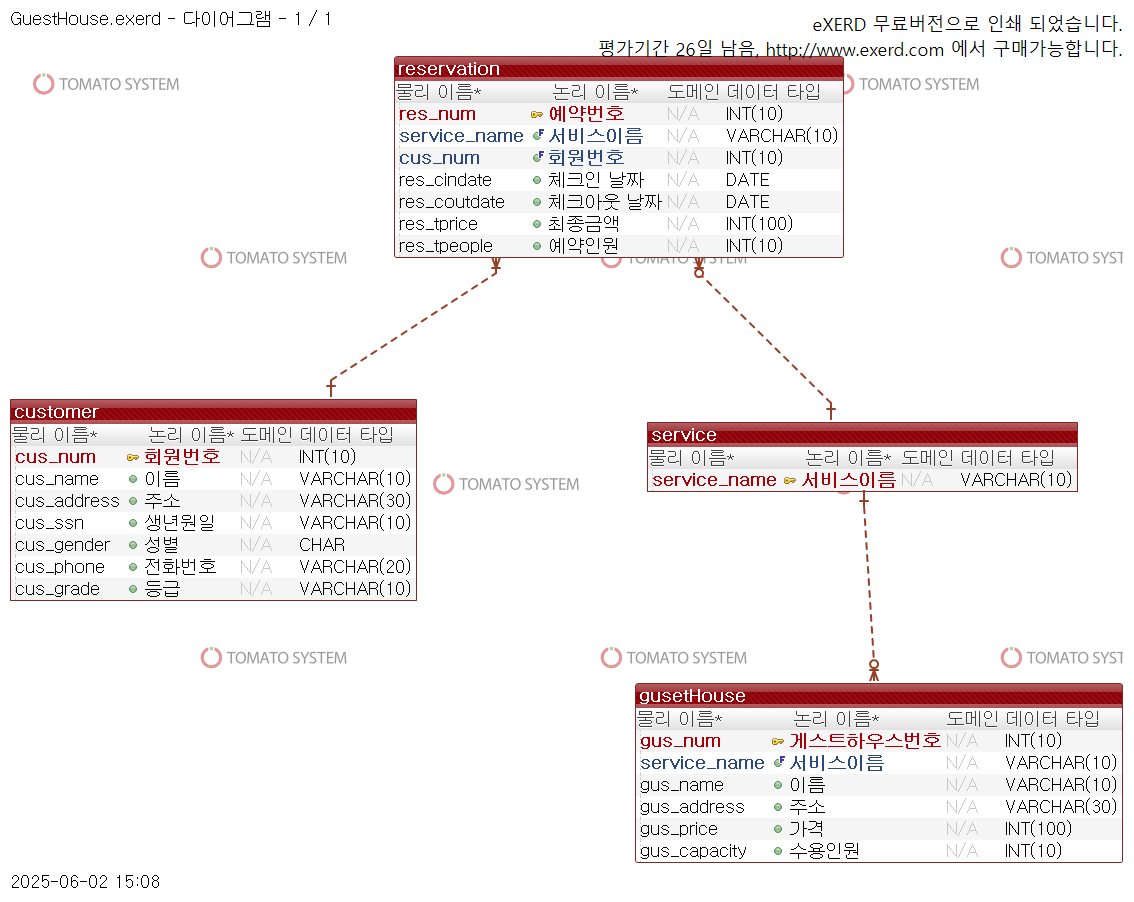 GuestHouse.exerd - 다이어그램 - 1 / 1
eXERD 무료버전으로 인쇄 되었습니다.
평가기간 26일 남음, http://www.exerd.com 에서 구매가능합니다.
TOMATO SYSTEM
TOMATO SYSTEM
reservation
물리 이름* 논리 이름* 도메인 데이터 타입
res_num 예약번호 N/A INT(10)
service_name 서비스이름 N/A VARCHAR(10)
cus_num 회원번호 N/A INT(10)
res_cindate 체크인 날짜 N/A DATE
res_coutdate 체크아웃 날짜 N/A DATE
res_tprice 최종금액 N/A INT(100)
res_tpeople 예약인원 N/A INT(10)
TOMATO SYSTEM
TOMATO SYSTEM
TOMATO SYST
customer
물리 이름* 논리 이름* 도메인 데이터 타입
cus_num 회원번호 N/A INT(10)
cus_name 이름 N/A VARCHAR(10)
cus_address 주소 N/A VARCHAR(30)
cus_ssn 생년원일 N/A VARCHAR(10)
cus_gender 성별 N/A CHAR
cus_phone 전화번호 N/A VARCHAR(20)
cus_grade 등급 N/A VARCHAR(10)
TOMATO SYSTEM
service
물리 이름* 논리 이름* 도메인 데이터 타입
service_name 서비스이름 N/A VARCHAR(10)
TOMATO SYSTEM
TOMATO SYSTEM
TOMATO SYST
gusetHouse
물리 이름* 논리 이름* 도메인 데이터 타입
gus_num 게스트하우스번호 N/A INT(10)
service_name 서비스이름 N/A VARCHAR(10)
gus_name 이름 N/A VARCHAR(10)
gus_address 주소 N/A VARCHAR(30)
gus_price 가격 N/A INT(100)
gus_capacity 수용인원 N/A INT(10)
2025-06-02 15:08